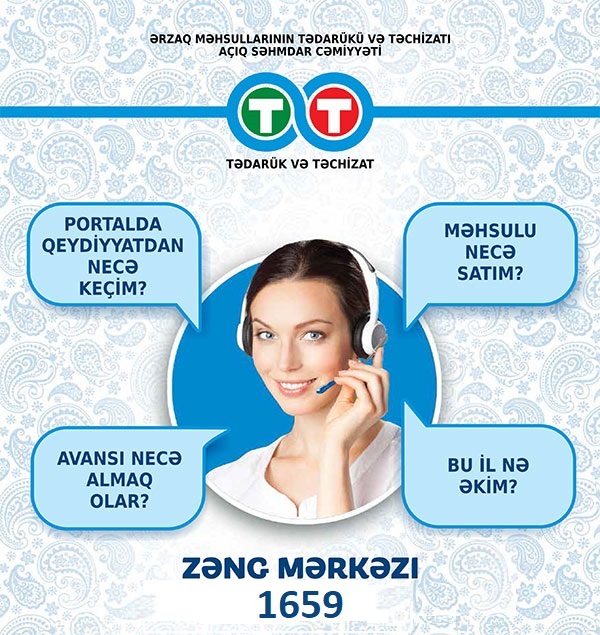 ƏRZAQ MƏHSULLARININ TƏDARÜKÜ VƏ TƏCHİZATI
AÇIQ SƏHMDAR CƏMİYYƏTİ
T T
TƏDARÜK VƏ TƏCHİZAT
PORTALDA
QEYDİYYATDAN
NECƏ
KEÇİM?
MƏHSULU
NECƏ
SATIM?
AVANSI NECƏ
ALMAQ
OLAR?
BU İL NƏ
ƏKİM?
ZƏNG MƏRKƏZI
1659